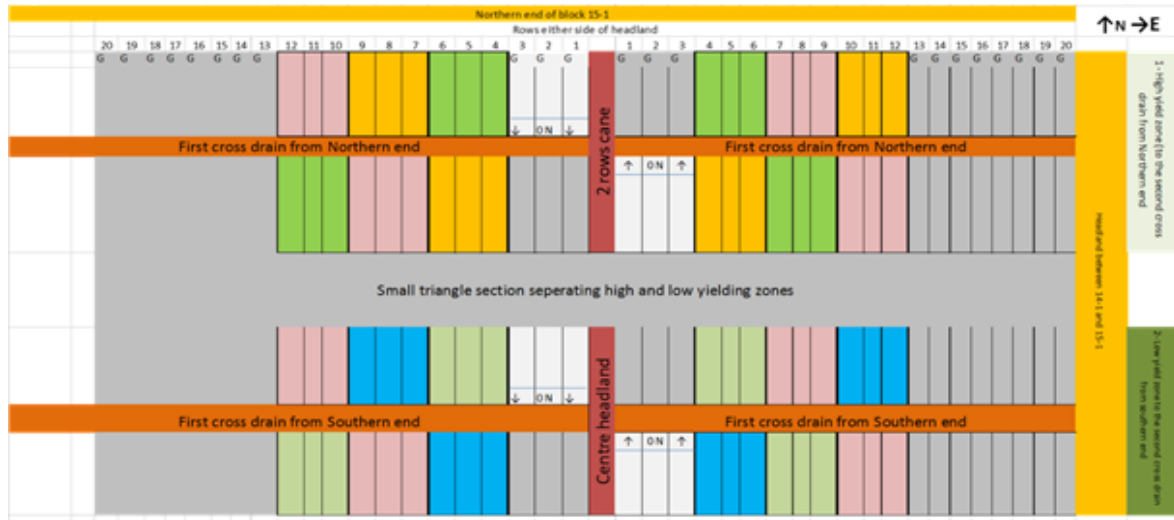 Northern end of block 15-1
Rows either side of headland
↑N →E
20 19 18 17 16 15 14 13 12 11 10 9 8 7 6 5 4 3 2 1 1 2 3 4 5 6 7 8 9 10 11 12 13 14 15 16 17 18 19 20
G G G G G G G G G G G G G G G G G G G G G G
↓ 0N ↓
First cross drain from Northern end
First cross drain from Northern end
2 rows cane
↑ 0N ↑
1 - High yield zone (to the second cross
drain from Northern end
Small triangle section seperating high and low yielding zones
Headland between 14-1 and 15-1
↓ 0N ↓
First cross drain from Southern end
First cross drain from Southern end
Centre headland
↑ 0N ↑
2- Low yield zone to the second cross drain
from southern end